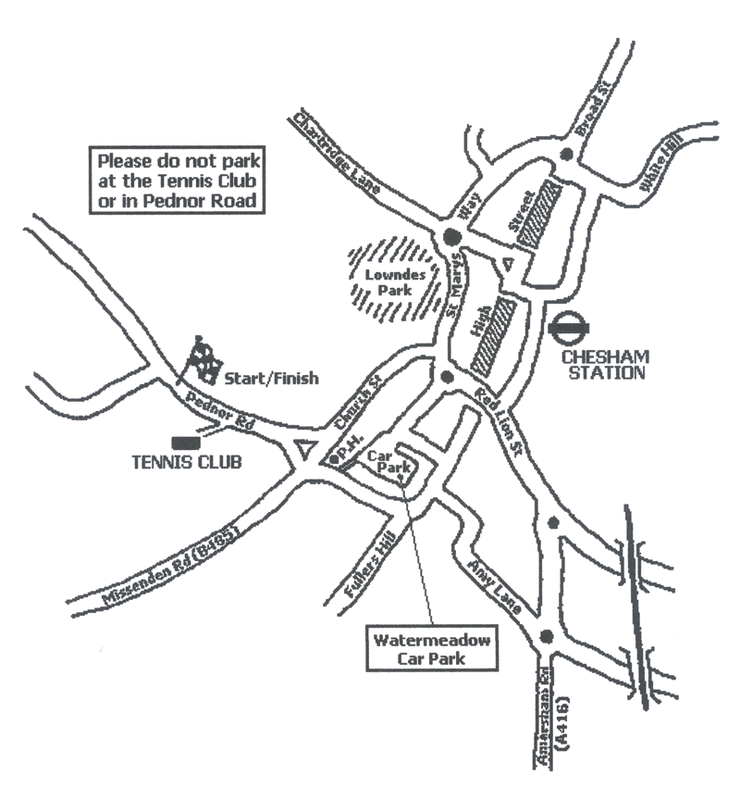 Broad St
White Hill
Chartridge Lane
Please do not park
at the Tennis Club
or in Pednor Road
Way
Street
Lowndes
Park
St Marys
High
CHESHAM
STATION
Start/Finish
Pednor Rd
Church St
Red Lion St
P.H.
Car
Park
TENNIS CLUB
Missenden Rd (B485)
Fullers Hill
Amy Lane
Watermeadow
Car Park
Amersham Rd
(A416)